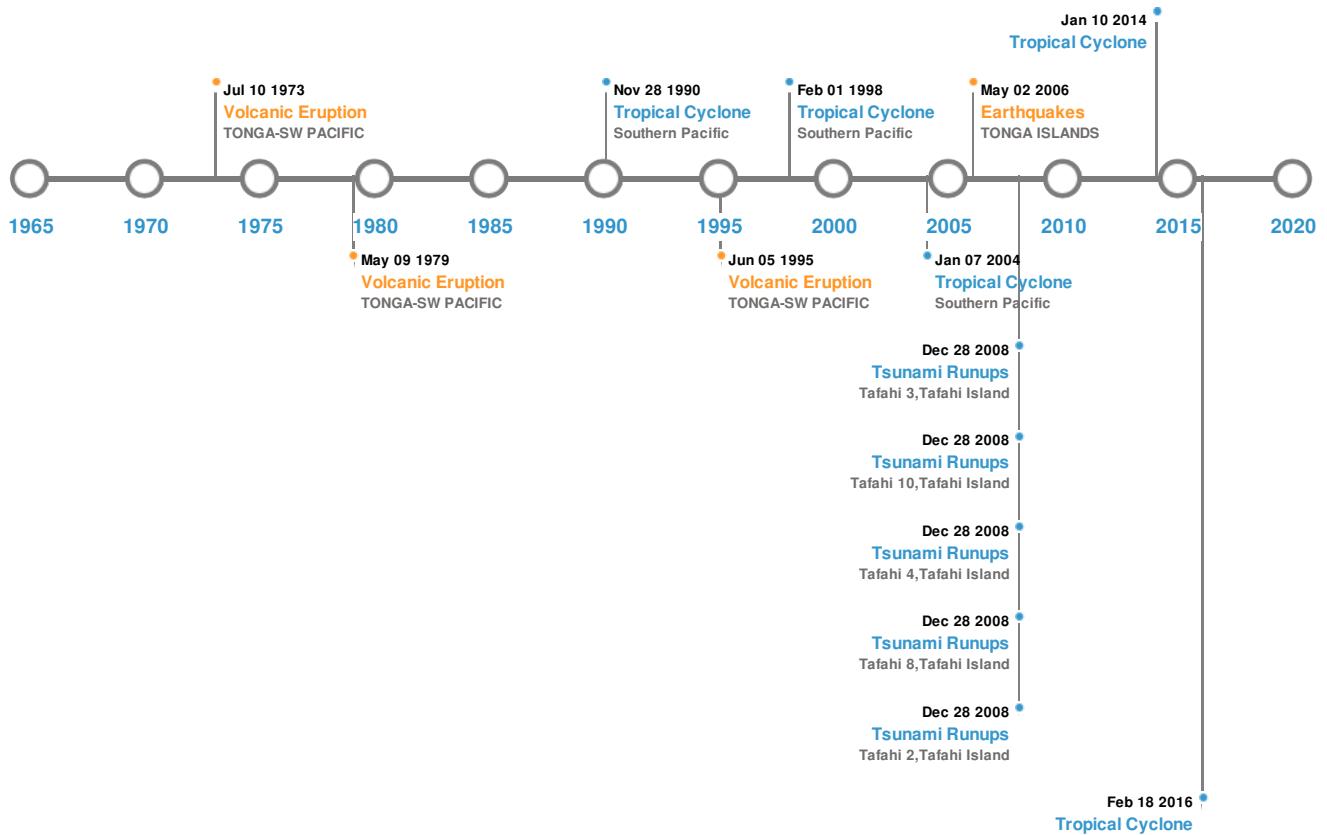 Jan 10 2014
Tropical Cyclone
Jul 10 1973
Volcanic Eruption
TONGA-SW PACIFIC
Nov 28 1990
Tropical Cyclone
Southern Pacific
Feb 01 1998
Tropical Cyclone
Southern Pacific
May 02 2006
Earthquakes
TONGA ISLANDS
1965 1970 1975 1980 1985 1990 1995 2000 2005 2010 2015 2020
May 09 1979
Volcanic Eruption
TONGA-SW PACIFIC
Jun 05 1995
Volcanic Eruption
TONGA-SW PACIFIC
Jan 07 2004
Tropical Cyclone
Southern Pacific
Dec 28 2008
Tsunami Runups
Tafahi 3,Tafahi Island
Dec 28 2008
Tsunami Runups
Tafahi 10,Tafahi Island
Dec 28 2008
Tsunami Runups
Tafahi 4,Tafahi Island
Dec 28 2008
Tsunami Runups
Tafahi 8,Tafahi Island
Dec 28 2008
Tsunami Runups
Tafahi 2,Tafahi Island
Feb 18 2016
Tropical Cyclone